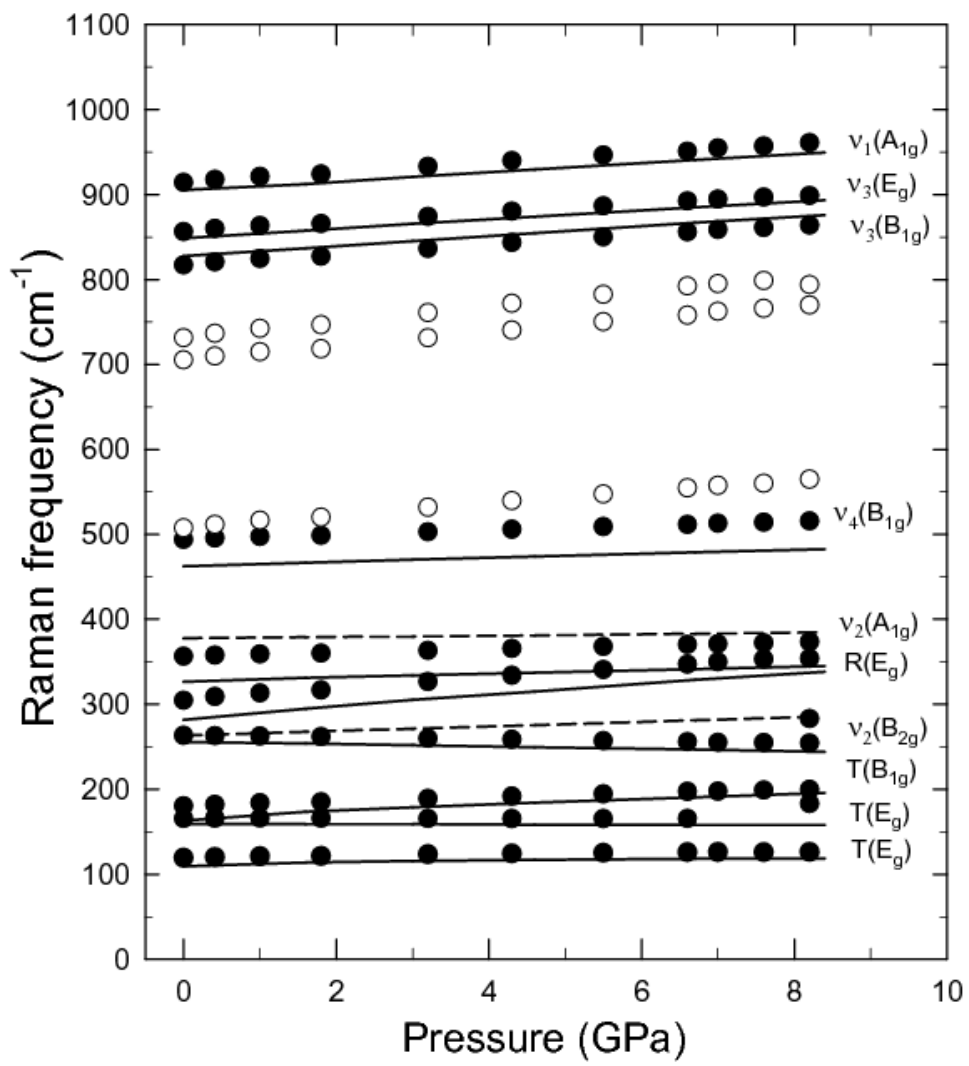 1100
1000
900
800
700
600
500
400
300
200
100
0
Raman frequency (cm⁻¹)
ν₁(A₁g)
ν₃(Eg)
ν₃(B₁g)
ν₄(B₁g)
ν₂(A₁g)
R(Eg)
ν₂(B₂g)
T(B₁g)
T(Eg)
T(Eg)
0 2 4 6 8 10
Pressure (GPa)